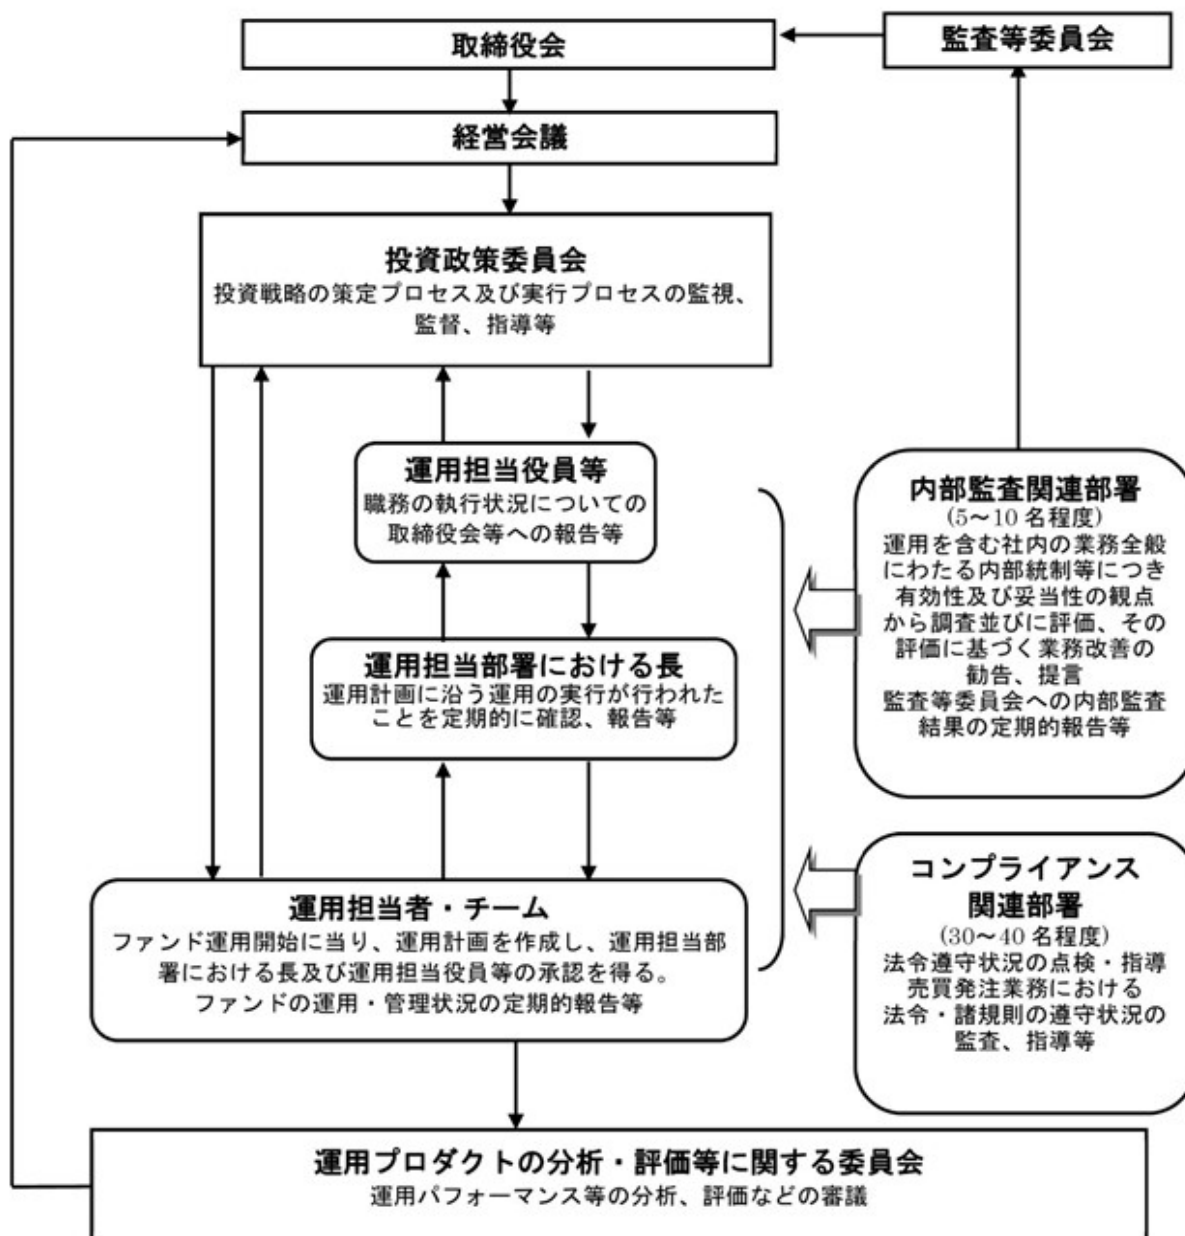 取締役会
監査等委員会
経営会議
投資政策委員会
投資戦略の策定プロセス及び実行プロセスの監視、
監督、指導等
運用担当役員等
職務の執行状況についての
取締役会等への報告等
運用担当部署における長
運用計画に沿う運用の実行が行われた
ことを定期的に確認、報告等
運用担当者・チーム
ファンド運用開始に当り、運用計画を作成し、運用担当部
署における長及び運用担当役員等の承認を得る。
ファンドの運用・管理状況の定期的報告等
内部監査関連部署
(5～10 名程度)
運用を含む社内の業務全般
にわたる内部統制等につき
有効性及び妥当性の観点
から調査並びに評価、その
評価に基づく業務改善の
勧告、提言
監査等委員会への内部監査
結果の定期的報告等
コンプライアンス
関連部署
(30～40 名程度)
法令遵守状況の点検・指導
売買発注業務における
法令・諸規則の遵守状況の
監査、指導等
運用プロダクトの分析・評価等に関する委員会
運用パフォーマンス等の分析、評価などの審議